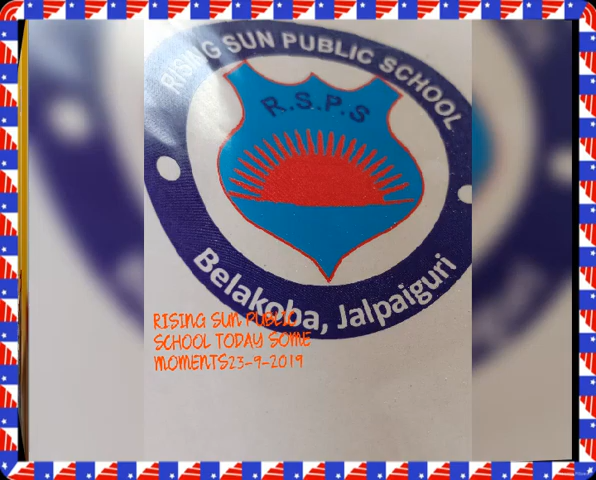 RISING SUN PUBLIC SCHOOL
R.S.P.S
Belakoba, Jalpaiguri
RISING SUN PUBLIC
SCHOOL TODAY SOME
MOMENTS23-9-2019